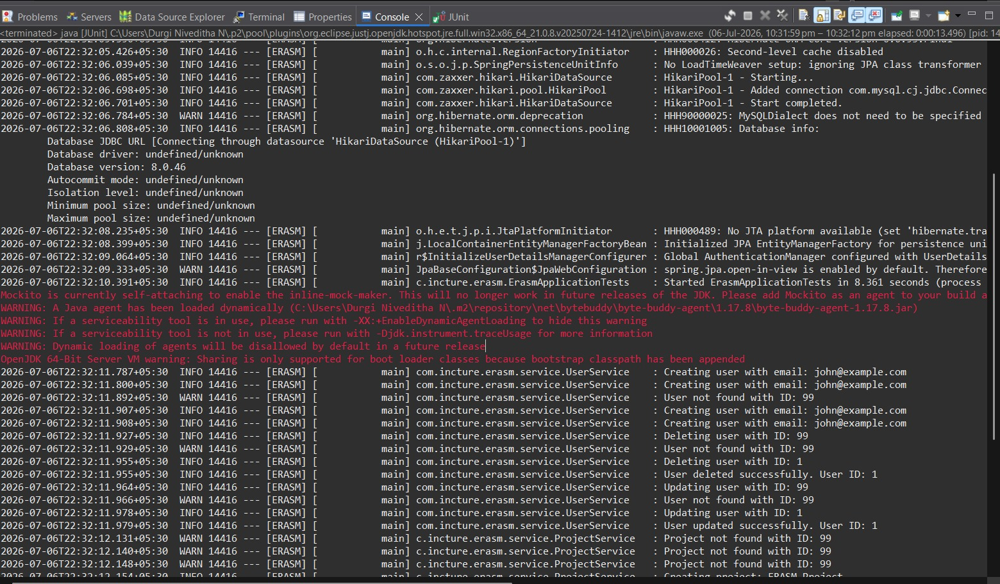 Problems Servers Data Source Explorer Terminal Properties Console JUnit
<terminated> java [JUnit] C:\Users\Durgi Niveditha N\.p2\pool\plugins\org.eclipse.justj.openjdk.hotspot.jre.full.win32.x86_64_21.0.8.v20250724-1412\jre\bin\javaw.exe (06-Jul-2026, 10:31:59 pm – 10:32:12 pm elapsed: 0:00:13.496) [pid: 14
2026-07-06T22:32:05.426+05:30  INFO 14416 --- [ERASM] [           main] o.h.c.internal.RegionFactoryInitiator    : HHH000026: Second-level cache disabled
2026-07-06T22:32:06.039+05:30  INFO 14416 --- [ERASM] [           main] o.s.o.j.p.SpringPersistenceUnitInfo      : No LoadTimeWeaver setup: ignoring JPA class transformer
2026-07-06T22:32:06.085+05:30  INFO 14416 --- [ERASM] [           main] com.zaxxer.hikari.HikariDataSource       : HikariPool-1 - Starting...
2026-07-06T22:32:06.698+05:30  INFO 14416 --- [ERASM] [           main] com.zaxxer.hikari.pool.HikariPool        : HikariPool-1 - Added connection com.mysql.cj.jdbc.Connec
2026-07-06T22:32:06.701+05:30  INFO 14416 --- [ERASM] [           main] com.zaxxer.hikari.HikariDataSource       : HikariPool-1 - Start completed.
2026-07-06T22:32:06.784+05:30  WARN 14416 --- [ERASM] [           main] org.hibernate.orm.deprecation            : HHH90000025: MySQLDialect does not need to be specified
2026-07-06T22:32:06.808+05:30  INFO 14416 --- [ERASM] [           main] org.hibernate.orm.connections.pooling    : HHH10001005: Database info:
Database JDBC URL [Connecting through datasource 'HikariDataSource (HikariPool-1)']
Database driver: undefined/unknown
Database version: 8.0.46
Autocommit mode: undefined/unknown
Isolation level: undefined/unknown
Minimum pool size: undefined/unknown
Maximum pool size: undefined/unknown
2026-07-06T22:32:08.235+05:30  INFO 14416 --- [ERASM] [           main] o.h.e.t.j.p.i.JtaPlatformInitiator       : HHH000489: No JTA platform available (set 'hibernate.tra
2026-07-06T22:32:08.399+05:30  INFO 14416 --- [ERASM] [           main] j.LocalContainerEntityManagerFactoryBean : Initialized JPA EntityManagerFactory for persistence uni
2026-07-06T22:32:09.064+05:30  INFO 14416 --- [ERASM] [           main] r$InitializeUserDetailsManagerConfigurer : Global AuthenticationManager configured with UserDetails
2026-07-06T22:32:09.333+05:30  WARN 14416 --- [ERASM] [           main] JpaBaseConfiguration$JpaWebConfiguration : spring.jpa.open-in-view is enabled by default. Therefore
2026-07-06T22:32:10.391+05:30  INFO 14416 --- [ERASM] [           main] c.incture.erasm.ErasmApplicationTests    : Started ErasmApplicationTests in 8.361 seconds (process
Mockito is currently self-attaching to enable the inline-mock-maker. This will no longer work in future releases of the JDK. Please add Mockito as an agent to your build a
WARNING: A Java agent has been loaded dynamically (C:\Users\Durgi Niveditha N\.m2\repository\net\bytebuddy\byte-buddy-agent\1.17.8\byte-buddy-agent-1.17.8.jar)
WARNING: If a serviceability tool is in use, please run with -XX:+EnableDynamicAgentLoading to hide this warning
WARNING: If a serviceability tool is not in use, please run with -Djdk.instrument.traceUsage for more information
WARNING: Dynamic loading of agents will be disallowed by default in a future release
OpenJDK 64-Bit Server VM warning: Sharing is only supported for boot loader classes because bootstrap classpath has been appended
2026-07-06T22:32:11.787+05:30  INFO 14416 --- [ERASM] [           main] com.incture.erasm.service.UserService    : Creating user with email: john@example.com
2026-07-06T22:32:11.800+05:30  INFO 14416 --- [ERASM] [           main] com.incture.erasm.service.UserService    : Creating user with email: john@example.com
2026-07-06T22:32:11.892+05:30  WARN 14416 --- [ERASM] [           main] com.incture.erasm.service.UserService    : User not found with ID: 99
2026-07-06T22:32:11.907+05:30  INFO 14416 --- [ERASM] [           main] com.incture.erasm.service.UserService    : Creating user with email: john@example.com
2026-07-06T22:32:11.908+05:30  INFO 14416 --- [ERASM] [           main] com.incture.erasm.service.UserService    : Creating user with email: john@example.com
2026-07-06T22:32:11.927+05:30  INFO 14416 --- [ERASM] [           main] com.incture.erasm.service.UserService    : Deleting user with ID: 99
2026-07-06T22:32:11.929+05:30  WARN 14416 --- [ERASM] [           main] com.incture.erasm.service.UserService    : User not found with ID: 99
2026-07-06T22:32:11.955+05:30  INFO 14416 --- [ERASM] [           main] com.incture.erasm.service.UserService    : Deleting user with ID: 1
2026-07-06T22:32:11.955+05:30  INFO 14416 --- [ERASM] [           main] com.incture.erasm.service.UserService    : User deleted successfully. User ID: 1
2026-07-06T22:32:11.964+05:30  INFO 14416 --- [ERASM] [           main] com.incture.erasm.service.UserService    : Updating user with ID: 99
2026-07-06T22:32:11.966+05:30  WARN 14416 --- [ERASM] [           main] com.incture.erasm.service.UserService    : User not found with ID: 99
2026-07-06T22:32:11.978+05:30  INFO 14416 --- [ERASM] [           main] com.incture.erasm.service.UserService    : Updating user with ID: 1
2026-07-06T22:32:11.979+05:30  INFO 14416 --- [ERASM] [           main] com.incture.erasm.service.UserService    : User updated successfully. User ID: 1
2026-07-06T22:32:12.131+05:30  WARN 14416 --- [ERASM] [           main] c.incture.erasm.service.ProjectService   : Project not found with ID: 99
2026-07-06T22:32:12.140+05:30  WARN 14416 --- [ERASM] [           main] c.incture.erasm.service.ProjectService   : Project not found with ID: 99
2026-07-06T22:32:12.148+05:30  WARN 14416 --- [ERASM] [           main] c.incture.erasm.service.ProjectService   : Project not found with ID: 99
2026-07-06T22:32:12.154+05:30  INFO 14416 --- [ERASM] [           main] c.incture.erasm.service.ProjectService   : Creating project: ERASM Project